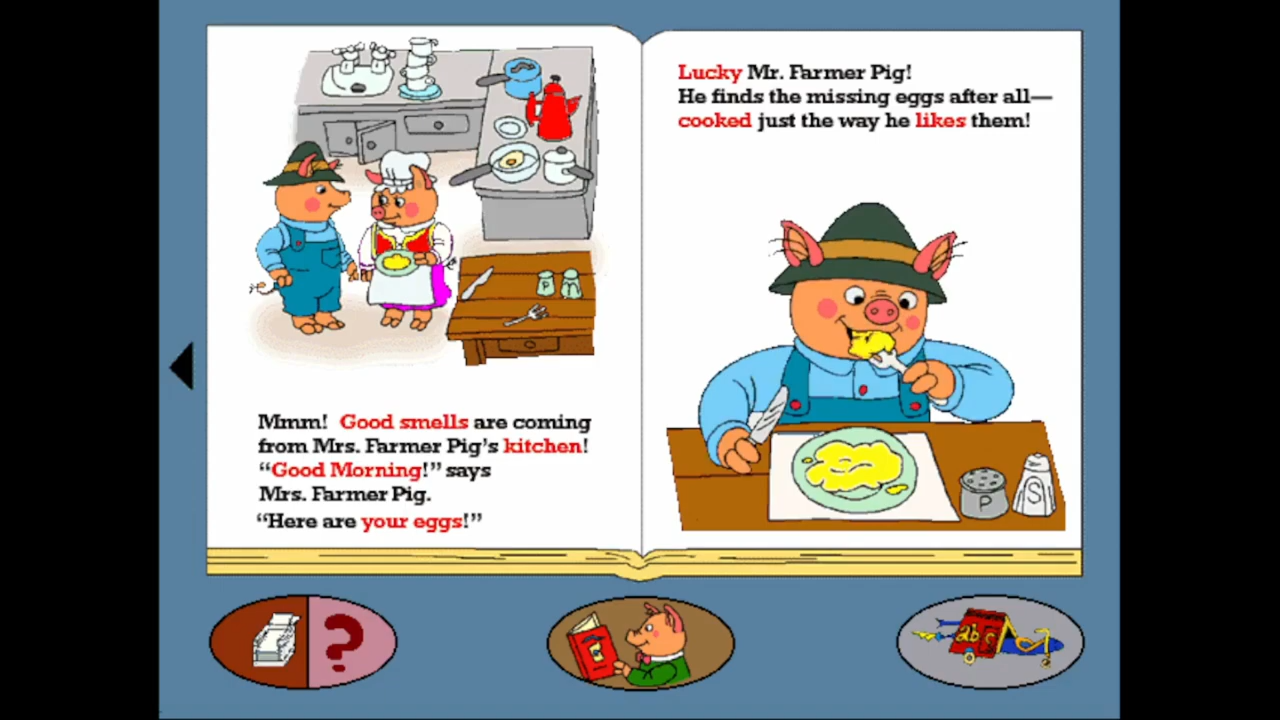 Mmm!  Good smells are coming
from Mrs. Farmer Pig's kitchen!
“Good Morning!” says
Mrs. Farmer Pig.
“Here are your eggs!”
Lucky Mr. Farmer Pig!
He finds the missing eggs after all—
cooked just the way he likes them!
P
S
?
abc